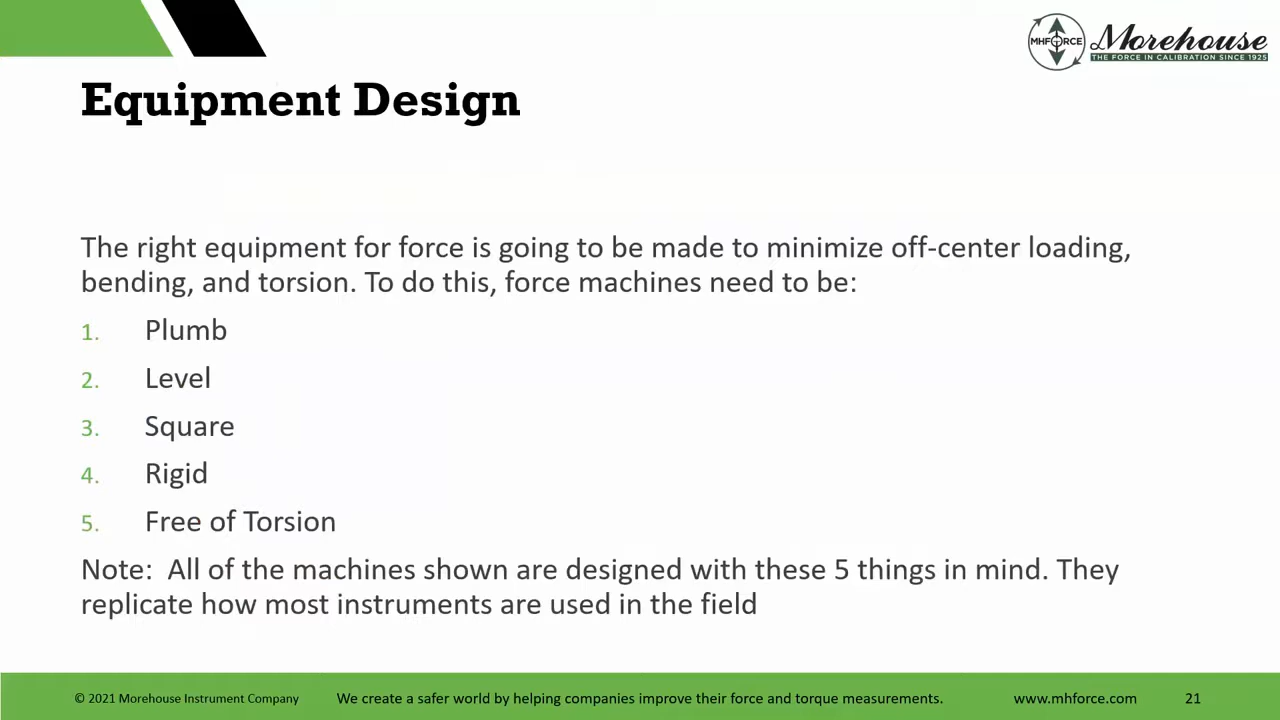 MHFORCE
Morehouse
THE FORCE IN CALIBRATION SINCE 1925
Equipment Design
The right equipment for force is going to be made to minimize off-center loading,
bending, and torsion. To do this, force machines need to be:
1. Plumb
2. Level
3. Square
4. Rigid
5. Free of Torsion
Note:  All of the machines shown are designed with these 5 things in mind. They
replicate how most instruments are used in the field
© 2021 Morehouse Instrument Company We create a safer world by helping companies improve their force and torque measurements. www.mhforce.com 21